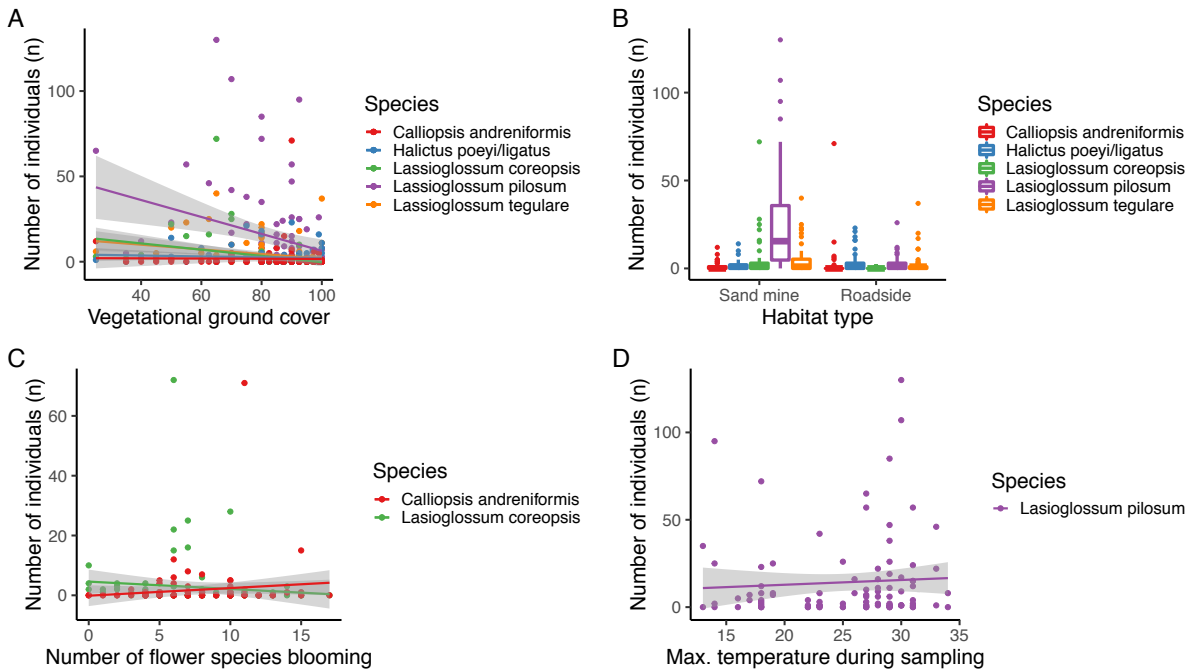 A
Number of individuals (n)
100
50
0
40
60
80
100
Vegetational ground cover
Species
Calliopsis andreniformis
Halictus poeyi/ligatus
Lassioglossum coreopsis
Lassioglossum pilosum
Lassioglossum tegulare
B
Number of individuals (n)
100
50
0
Sand mine
Roadside
Habitat type
Species
Calliopsis andreniformis
Halictus poeyi/ligatus
Lasioglossum coreopsis
Lasioglossum pilosum
Lasioglossum tegulare
C
Number of individuals (n)
60
40
20
0
0
5
10
15
Number of flower species blooming
Species
Calliopsis andreniformis
Lasioglossum coreopsis
D
Number of individuals (n)
100
50
0
15
20
25
30
35
Max. temperature during sampling
Species
Lasioglossum pilosum